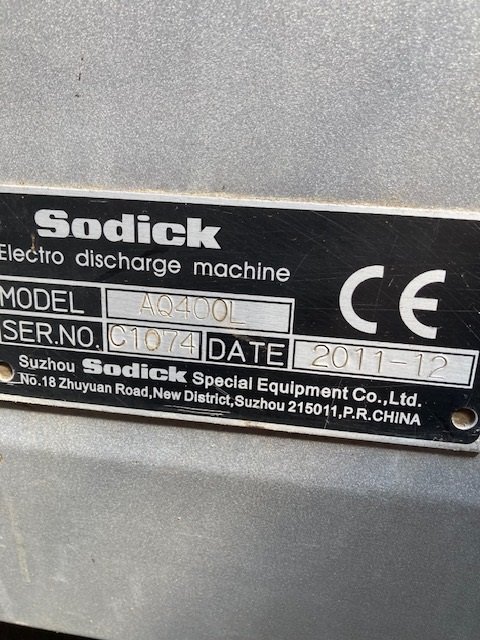 Sodick
Electro discharge machine
CE
MODEL AQ400L
SER.NO. C1074 DATE 2011-12
Suzhou Sodick Special Equipment Co.,Ltd.
No.18 Zhuyuan Road,New District,Suzhou 215011,P.R.CHINA